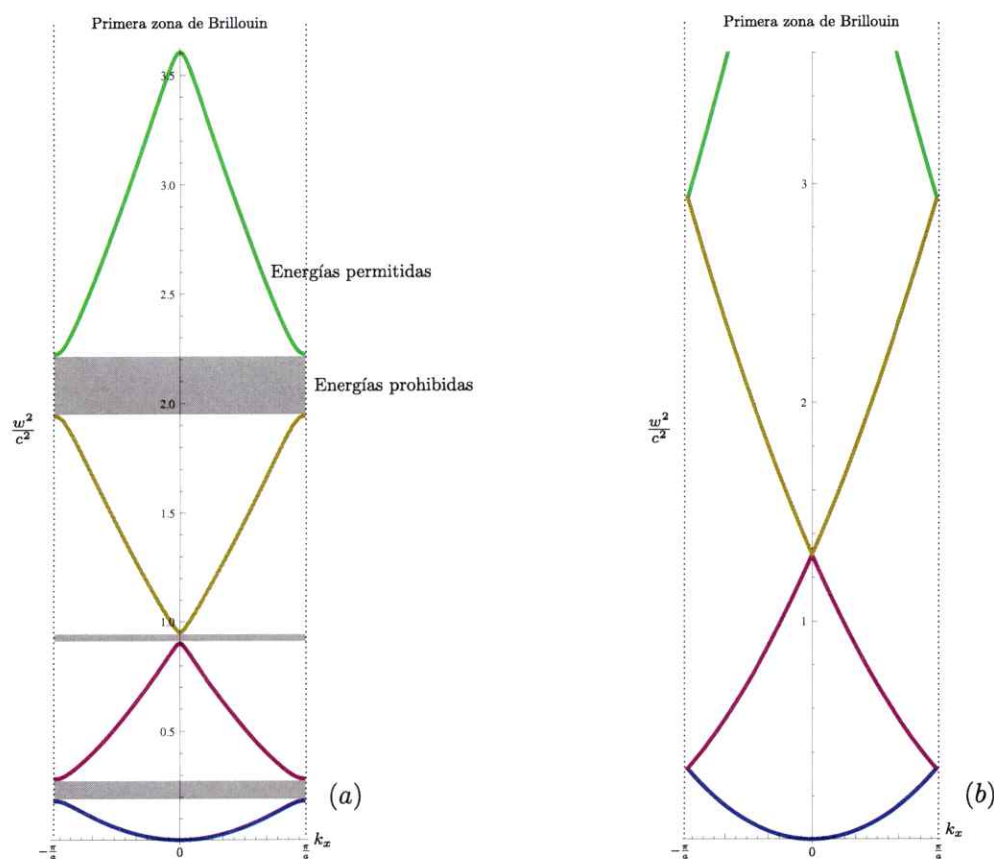 Primera zona de Brillouin
3.5
3.0
Energías permitidas
2.5
Energías prohibidas
2.0
w²/c²
1.5
1.0
0.5
(a)
k_x
-π/a
0
π/a
Primera zona de Brillouin
3
w²/c²
2
1
(b)
k_x
-π/a
0
π/a